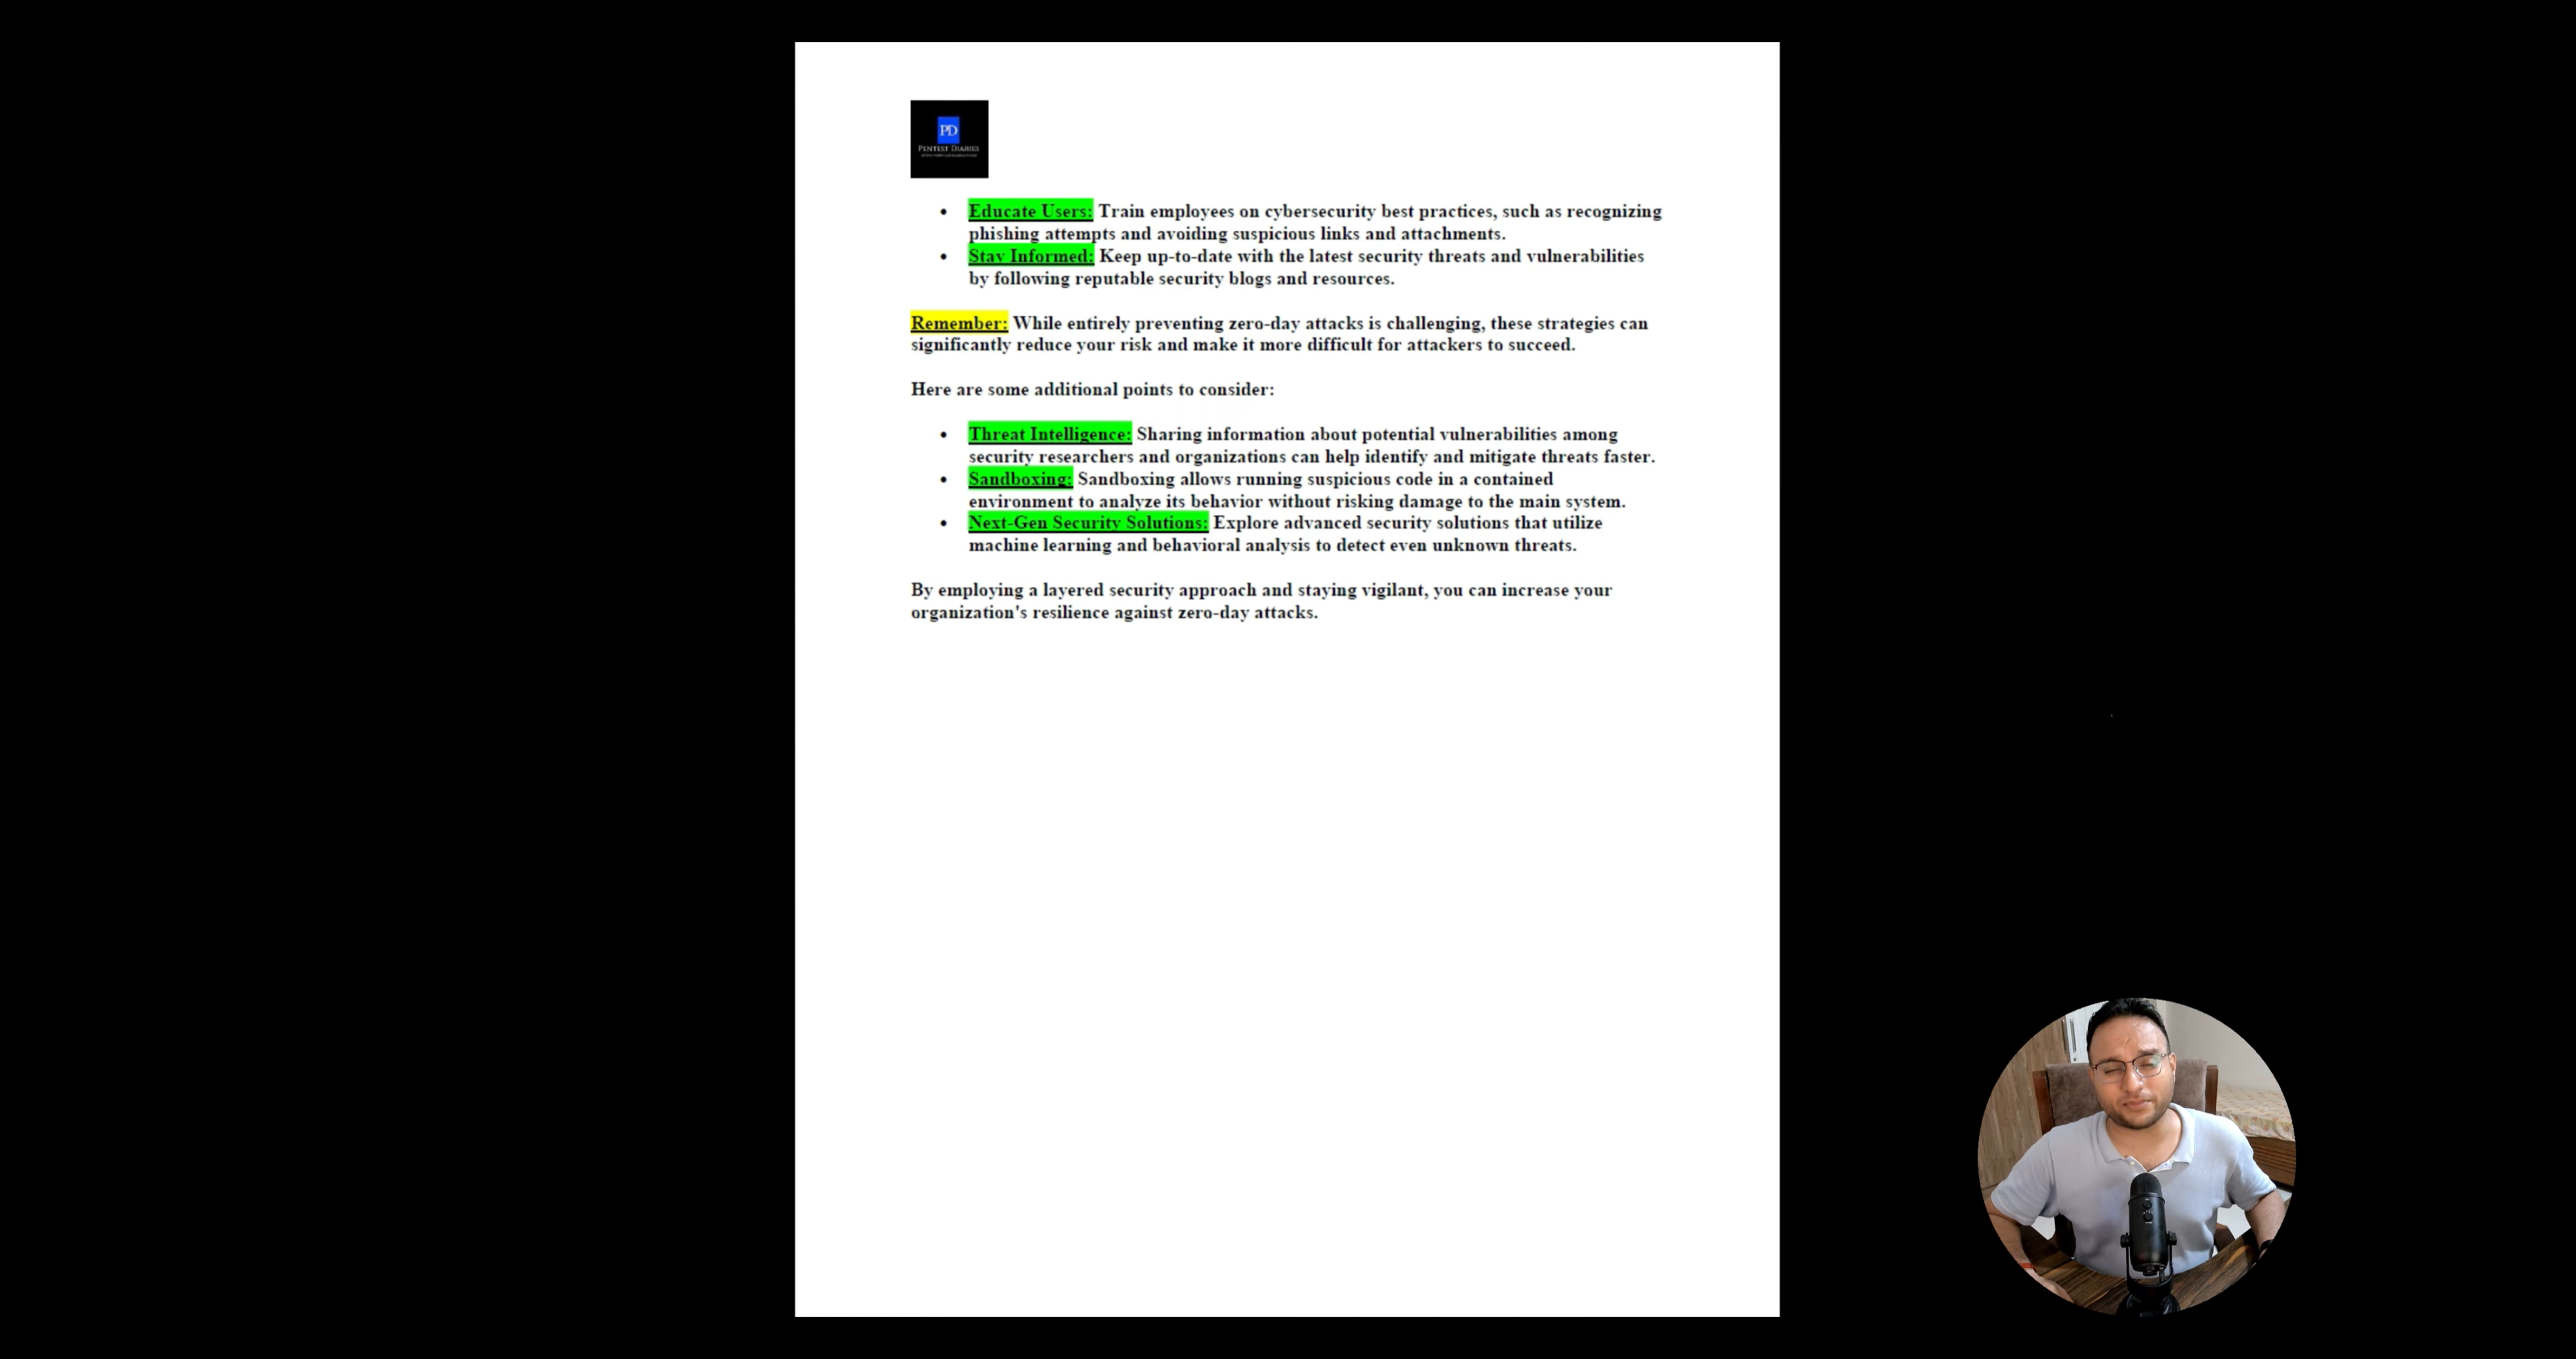 PD
PENTEST DIARIES
• Educate Users: Train employees on cybersecurity best practices, such as recognizing
phishing attempts and avoiding suspicious links and attachments.
• Stay Informed: Keep up-to-date with the latest security threats and vulnerabilities
by following reputable security blogs and resources.
Remember: While entirely preventing zero-day attacks is challenging, these strategies can
significantly reduce your risk and make it more difficult for attackers to succeed.
Here are some additional points to consider:
• Threat Intelligence: Sharing information about potential vulnerabilities among
security researchers and organizations can help identify and mitigate threats faster.
• Sandboxing: Sandboxing allows running suspicious code in a contained
environment to analyze its behavior without risking damage to the main system.
• Next-Gen Security Solutions: Explore advanced security solutions that utilize
machine learning and behavioral analysis to detect even unknown threats.
By employing a layered security approach and staying vigilant, you can increase your
organization's resilience against zero-day attacks.